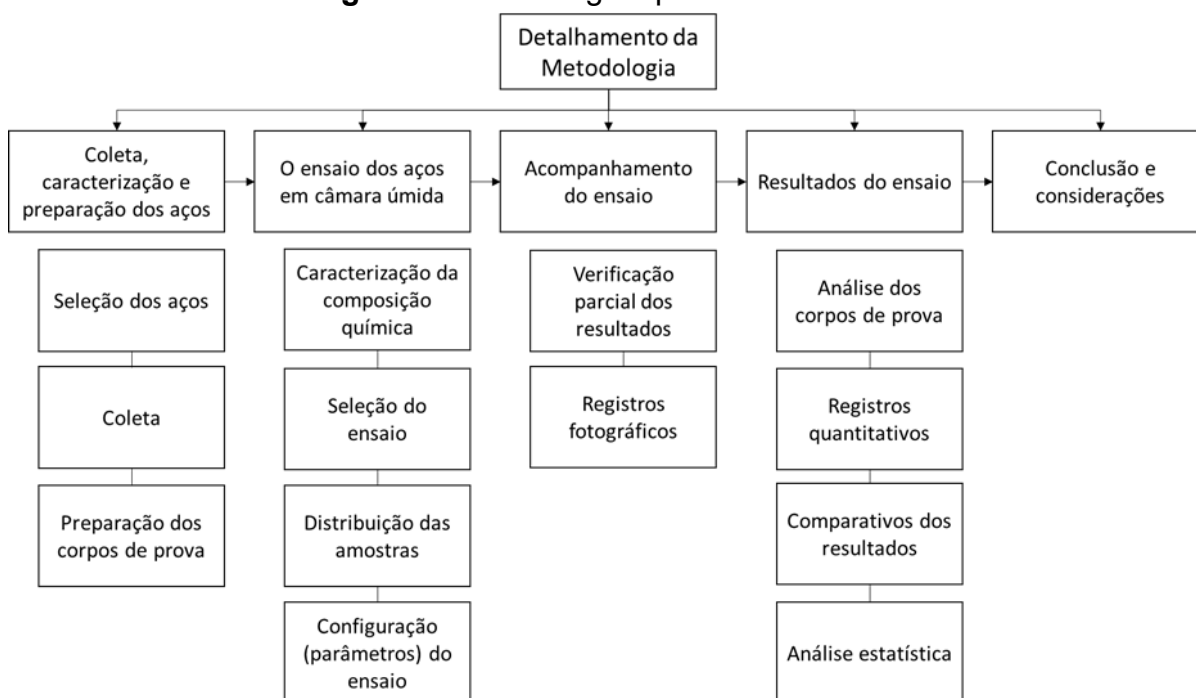 Detalhamento da
Metodologia
Coleta,
caracterização e
preparação dos aços
O ensaio dos aços
em câmara úmida
Acompanhamento
do ensaio
Resultados do ensaio
Conclusão e
considerações
Seleção dos aços
Coleta
Preparação dos
corpos de prova
Caracterização da
composição
química
Seleção do
ensaio
Distribuição das
amostras
Configuração
(parâmetros) do
ensaio
Verificação
parcial dos
resultados
Registros
fotográficos
Análise dos
corpos de prova
Registros
quantitativos
Comparativos dos
resultados
Análise estatística